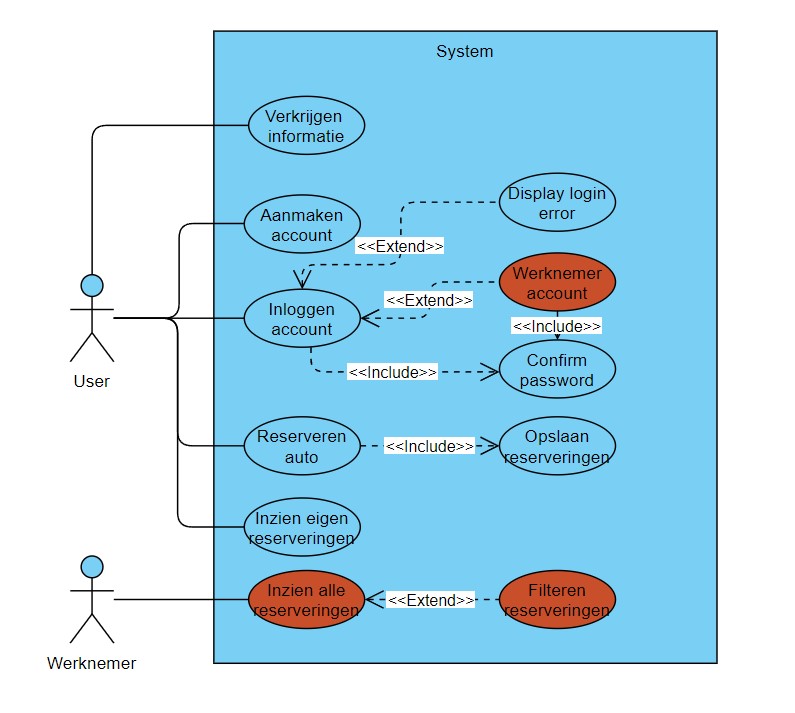 System
Verkrijgen
informatie
Display login
error
Aanmaken
account
<<Extend>>
Werknemer
account
<<Extend>>
Inloggen
account
<<Include>>
Confirm
password
<<Include>>
User
Reserveren
auto
<<Include>>
Opslaan
reserveringen
Inzien eigen
reserveringen
Inzien alle
reserveringen
<<Extend>>
Filteren
reserveringen
Werknemer